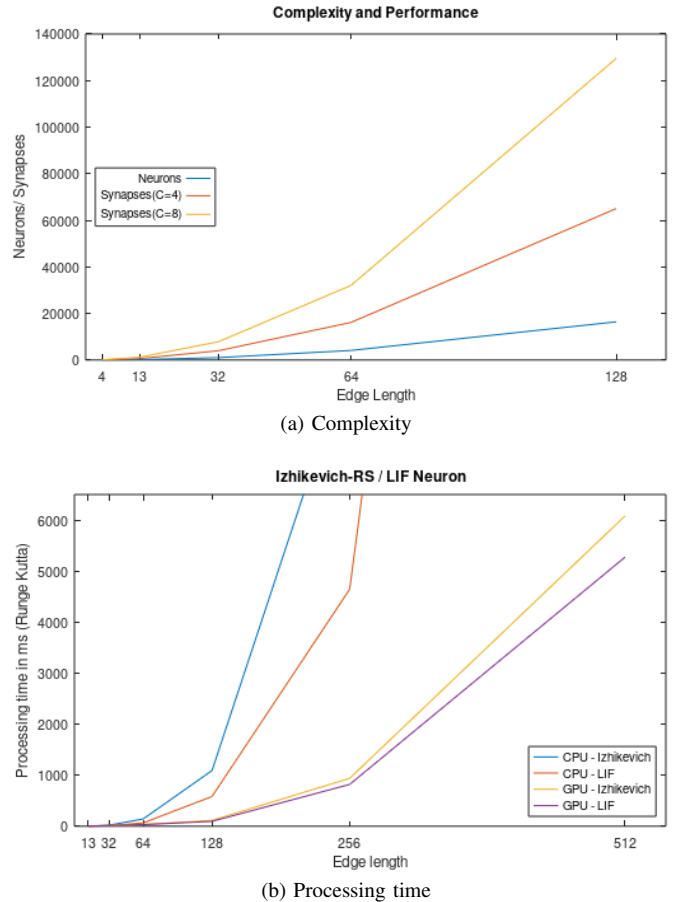 Complexity and Performance
140000
120000
100000
80000
60000
40000
20000
0
Neurons/ Synapses
Neurons
Synapses(C=4)
Synapses(C=8)
4 13 32 64 128
Edge Length
(a) Complexity
Izhikevich-RS / LIF Neuron
6000
5000
4000
3000
2000
1000
0
Processing time in ms (Runge Kutta)
CPU - Izhikevich
CPU - LIF
GPU - Izhikevich
GPU - LIF
13 32 64 128 256 512
Edge length
(b) Processing time